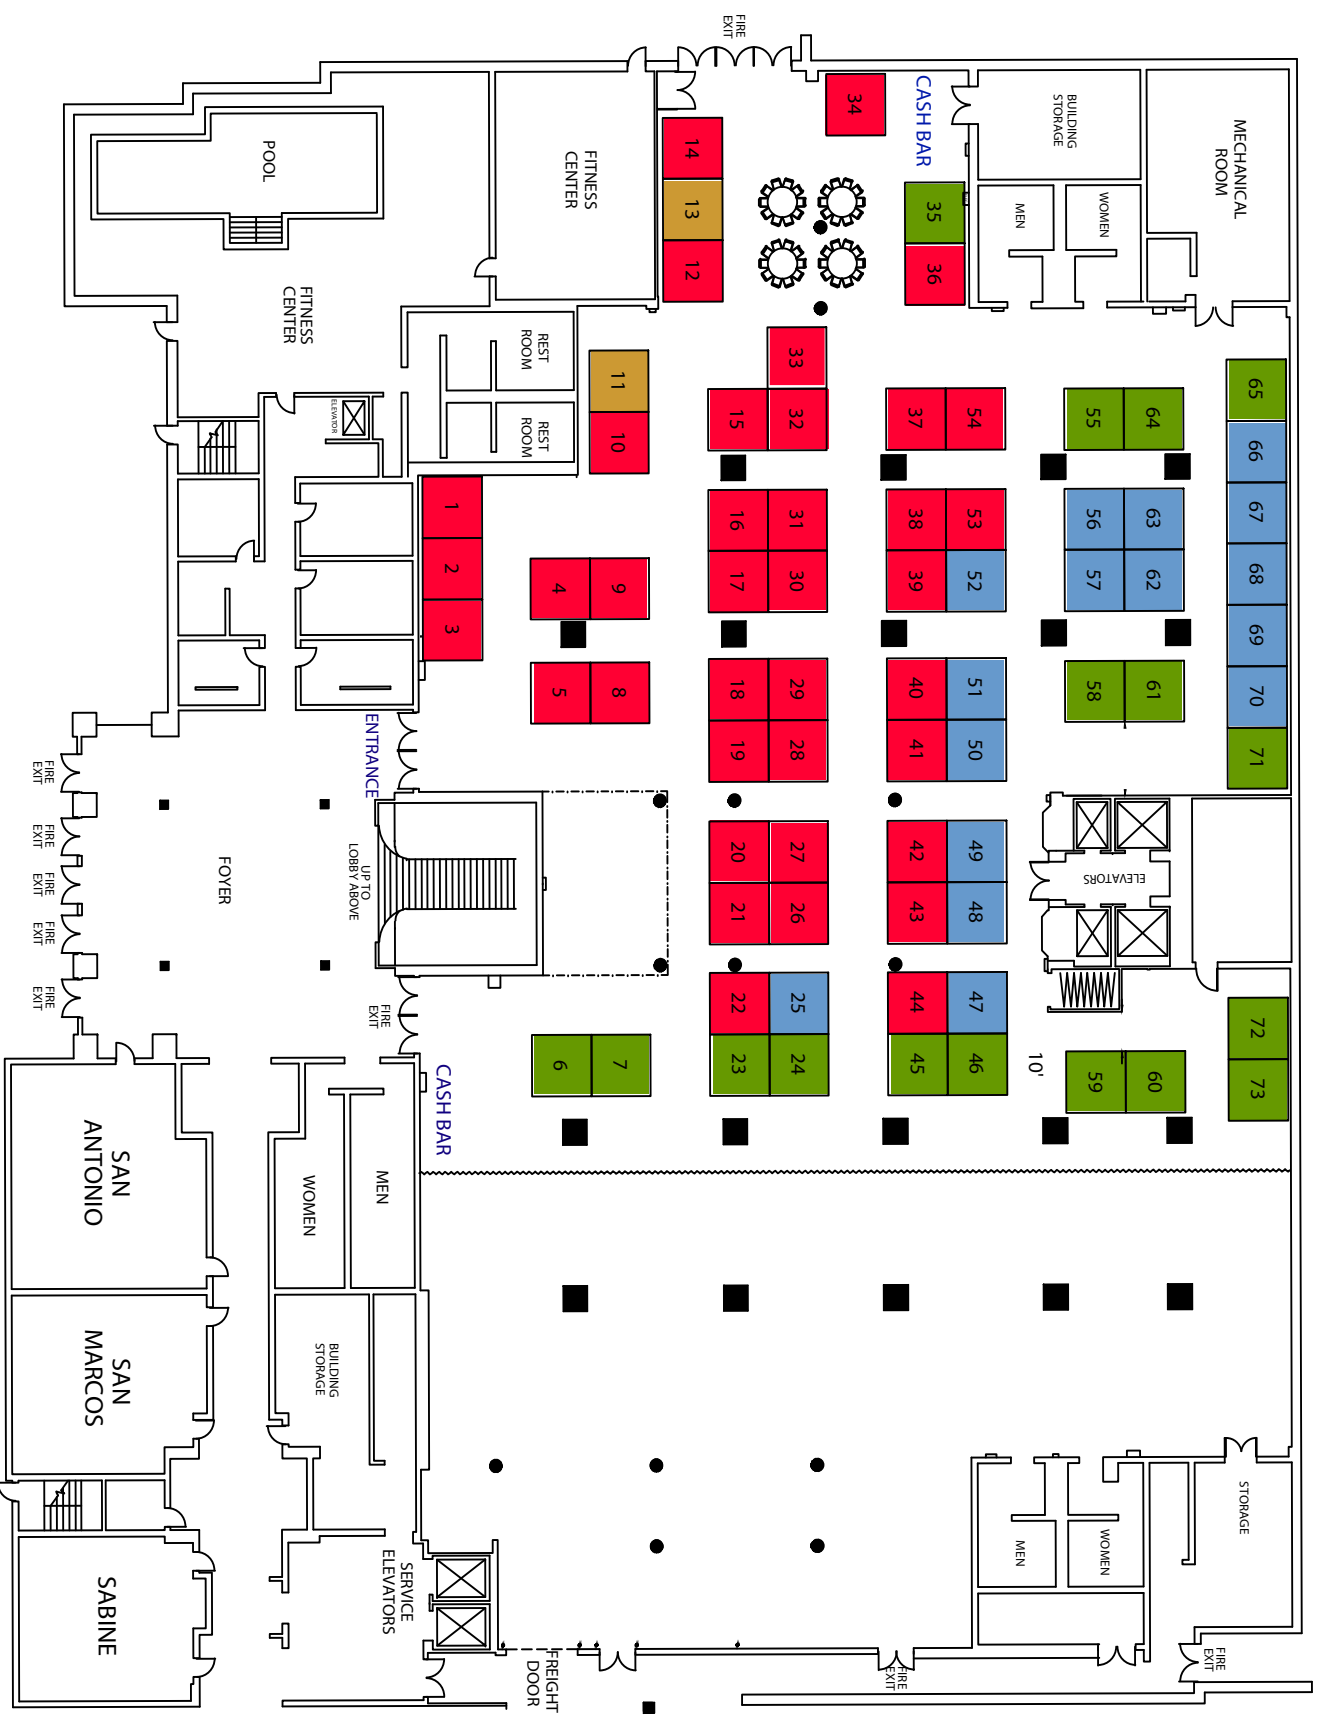 FIRE
EXIT
34
CASH BAR
BUILDING
STORAGE
MECHANICAL
ROOM
POOL
FITNESS
CENTER
14
13
12
35
36
MEN
WOMEN
FITNESS
CENTER
REST
ROOM
REST
ROOM
ELEVATOR
11
10
33
15
32
37
54
55
64
65
66
67
68
69
70
71
1
2
3
4
9
5
8
16
31
17
30
38
53
39
52
56
63
57
62
18
29
19
28
40
51
41
50
58
61
ENTRANCE
FIRE
EXIT
FIRE
EXIT
FIRE
EXIT
FIRE
EXIT
FIRE
EXIT
FOYER
UP TO
LOBBY ABOVE
20
27
21
26
42
49
43
48
ELEVATORS
FIRE
EXIT
22
25
23
24
44
47
45
46
6
7
10'
59
60
72
73
CASH BAR
SAN
ANTONIO
WOMEN
MEN
SAN
MARCOS
BUILDING
STORAGE
SABINE
SERVICE
ELEVATORS
FREIGHT
DOOR
MEN
WOMEN
STORAGE
FIRE
EXIT
FIRE
EXIT